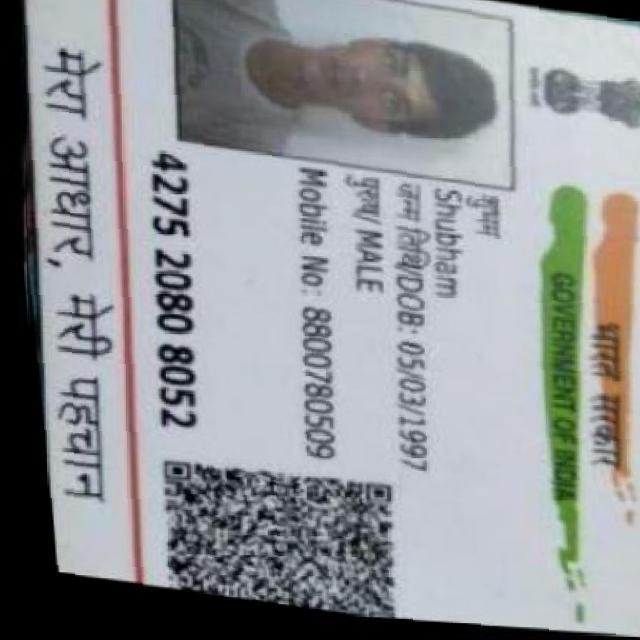 भारत सरकार
GOVERNMENT OF INDIA
शुभम
Shubham
जन्म तिथि/DOB: 05/03/1997
पुरुष/ MALE
Mobile No: 8800780509
4275 2080 8052
मेरा आधार, मेरी पहचान